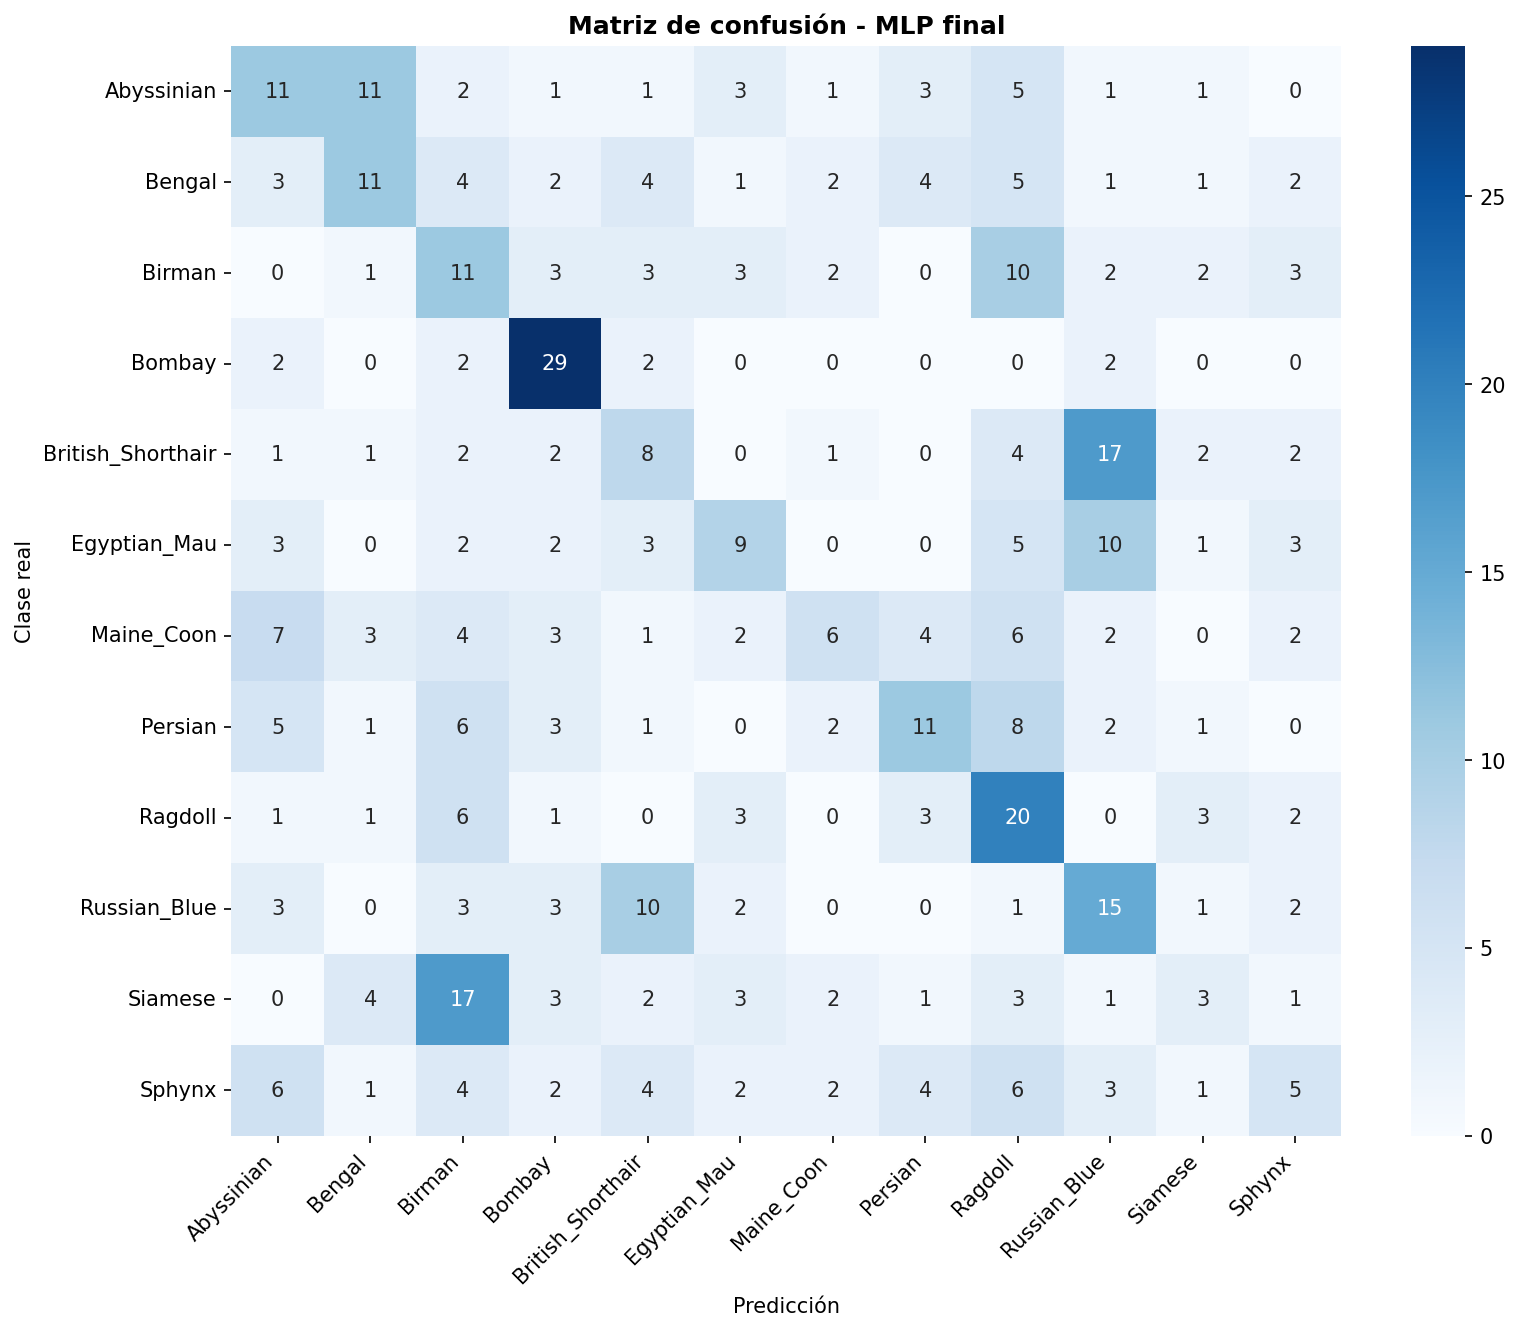 Matriz de confusión - MLP final
Clase real
Abyssinian 11 11 2 1 1 3 1 3 5 1 1 0
Bengal 3 11 4 2 4 1 2 4 5 1 1 2
Birman 0 1 11 3 3 3 2 0 10 2 2 3
Bombay 2 0 2 29 2 0 0 0 0 2 0 0
British_Shorthair 1 1 2 2 8 0 1 0 4 17 2 2
Egyptian_Mau 3 0 2 2 3 9 0 0 5 10 1 3
Maine_Coon 7 3 4 3 1 2 6 4 6 2 0 2
Persian 5 1 6 3 1 0 2 11 8 2 1 0
Ragdoll 1 1 6 1 0 3 0 3 20 0 3 2
Russian_Blue 3 0 3 3 10 2 0 0 1 15 1 2
Siamese 0 4 17 3 2 3 2 1 3 1 3 1
Sphynx 6 1 4 2 4 2 2 4 6 3 1 5
Abyssinian Bengal Birman Bombay British_Shorthair Egyptian_Mau Maine_Coon Persian Ragdoll Russian_Blue Siamese Sphynx
Predicción
25
20
15
10
5
0